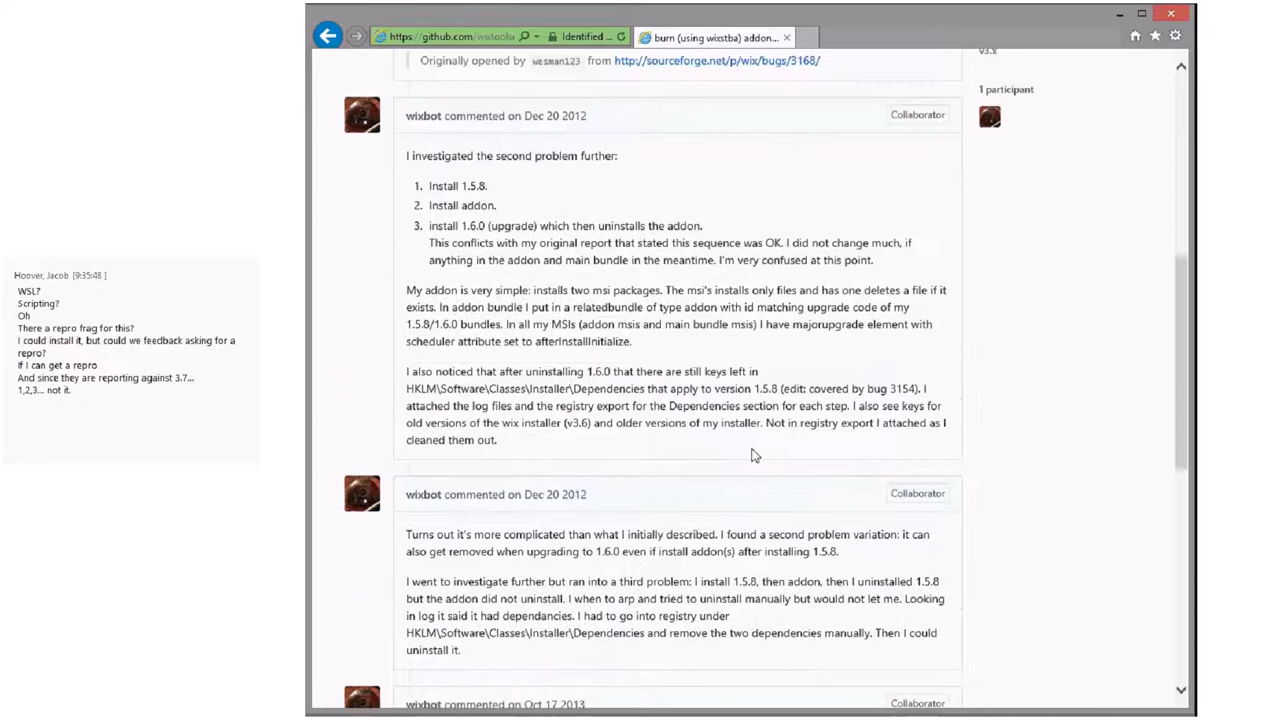 Hoover, Jacob [9:35:48 ]
WSL?
Scripting?
Oh
There a repro frag for this?
I could install it, but could we feedback asking for a
repro?
If I can get a repro
And since they are reporting against 3.7...
1,2,3... not it.
https://github.com/
Identified ...
burn (using wixstba) addon...
Originally opened by wesman123 from http://sourceforge.net/p/wix/bugs/3168/
v3.x
1 participant
wixbot commented on Dec 20 2012
Collaborator
I investigated the second problem further:
1. Install 1.5.8.
2. Install addon.
3. install 1.6.0 (upgrade) which then uninstalls the addon.
This conflicts with my original report that stated this sequence was OK. I did not change much, if
anything in the addon and main bundle in the meantime. I'm very confused at this point.
My addon is very simple: installs two msi packages. The msi's installs only files and has one deletes a file if it
exists. In addon bundle I put in a relatedbundle of type addon with id matching upgrade code of my
1.5.8/1.6.0 bundles. In all my MSIs (addon msis and main bundle msis) I have majorupgrade element with
scheduler attribute set to afterInstallInitialize.
I also noticed that after uninstalling 1.6.0 that there are still keys left in
HKLM\Software\Classes\Installer\Dependencies that apply to version 1.5.8 (edit: covered by bug 3154). I
attached the log files and the registry export for the Dependencies section for each step. I also see keys for
old versions of the wix installer (v3.6) and older versions of my installer. Not in registry export I attached as I
cleaned them out.
wixbot commented on Dec 20 2012
Collaborator
Turns out it's more complicated than what I initially described. I found a second problem variation: it can
also get removed when upgrading to 1.6.0 even if install addon(s) after installing 1.5.8.
I went to investigate further but ran into a third problem: I install 1.5.8, then addon, then I uninstalled 1.5.8
but the addon did not uninstall. I when to arp and tried to uninstall manually but would not let me. Looking
in log it said it had dependancies. I had to go into registry under
HKLM\Software\Classes\Installer\Dependencies and remove the two dependencies manually. Then I could
uninstall it.
wixbot commented on Oct 17 2013
Collaborator